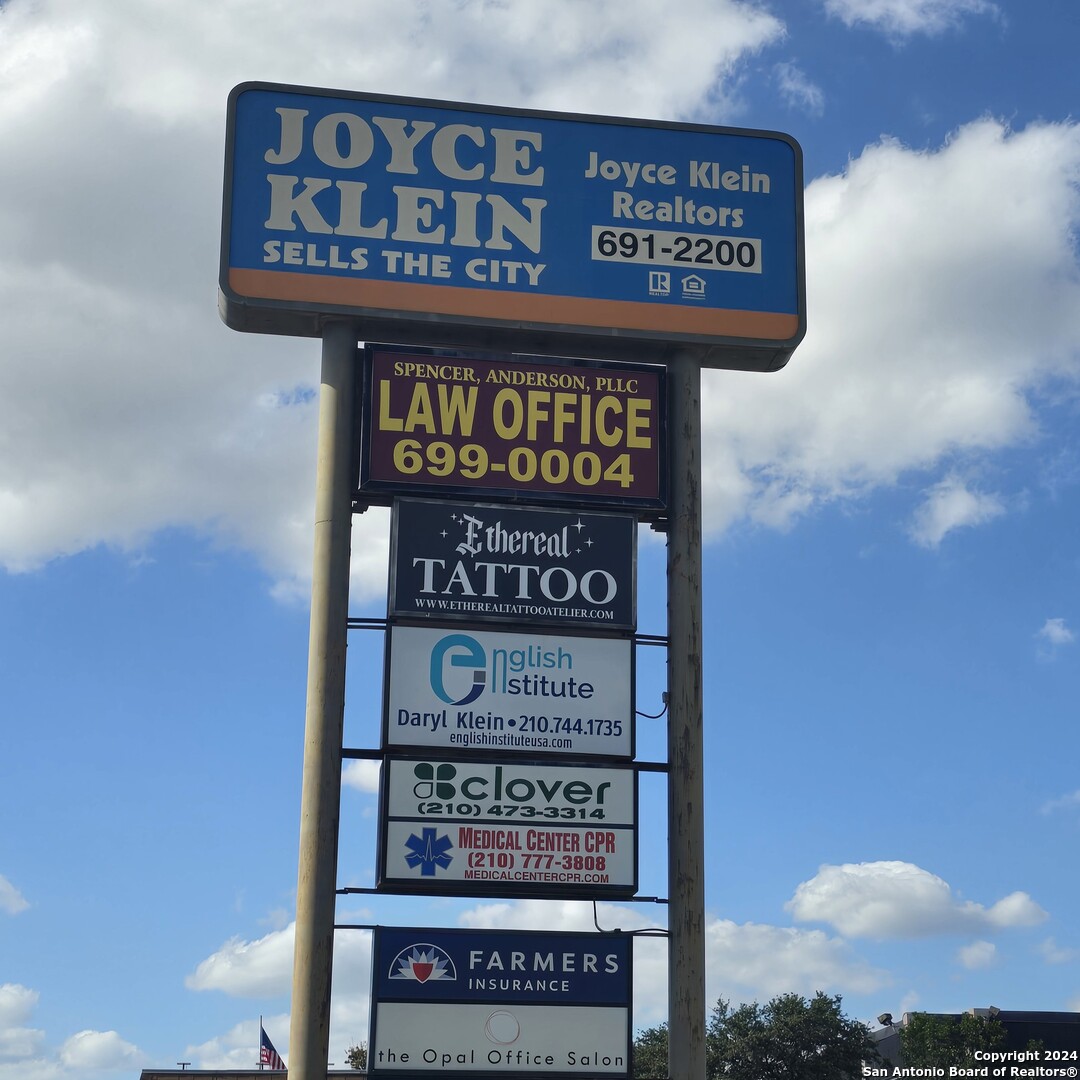 JOYCE
KLEIN
SELLS THE CITY
Joyce Klein
Realtors
691-2200
SPENCER, ANDERSON, PLLC
LAW OFFICE
699-0004
Ethereal
TATTOO
WWW.ETHEREALTATTOOATELIER.COM
english
nstitute
Daryl Klein•210.744.1735
englishinstituteusa.com
clover
(210) 473-3314
MEDICAL CENTER CPR
(210) 777-3808
MEDICALCENTERCPR.COM
FARMERS
INSURANCE
the Opal Office Salon
Copyright 2024
San Antonio Board of Realtors®